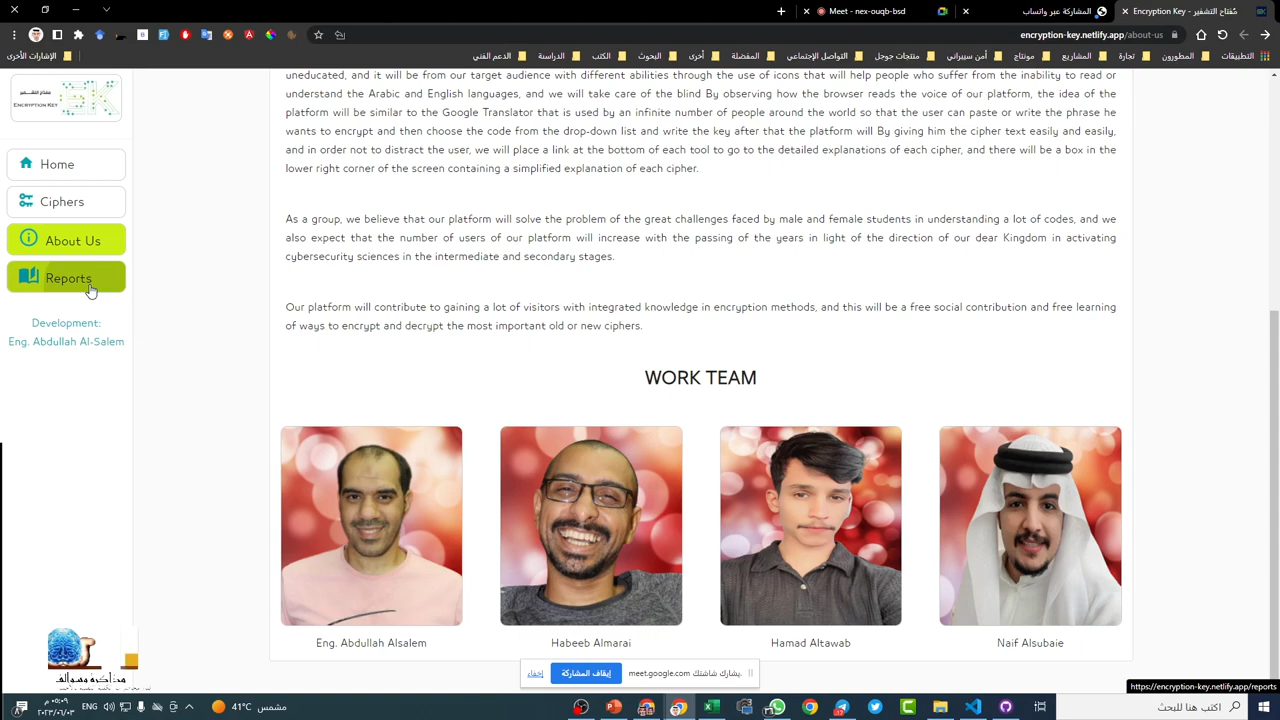 مفتاح التشفير - Encryption Key
المشاركة عبر واتساب
Meet - nex-ouqb-bsd
encryption-key.netlify.app/about-us
التطبيقات
المطورون
تجارة
المشاريع
مونتاج
أمن سيبراني
منتجات جوجل
التواصل الإجتماعي
المفضلة
أخرى
البحوث
الكتب
الدراسة
الدعم الفني
الإشارات الأخرى
مفتاح التشفير
ENCRYPTION KEY
Home
Ciphers
About Us
Reports
Development:
Eng. Abdullah Al-Salem
uneducated, and it will be from our target audience with different abilities through the use of icons that will help people who suffer from the inability to read or
understand the Arabic and English languages, and we will take care of the blind By observing how the browser reads the voice of our platform, the idea of the
platform will be similar to the Google Translator that is used by an infinite number of people around the world so that the user can paste or write the phrase he
wants to encrypt and then choose the code from the drop-down list and write the key after that the platform will By giving him the cipher text easily and easily,
and in order not to distract the user, we will place a link at the bottom of each tool to go to the detailed explanations of each cipher, and there will be a box in the
lower right corner of the screen containing a simplified explanation of each cipher.
As a group, we believe that our platform will solve the problem of the great challenges faced by male and female students in understanding a lot of codes, and we
also expect that the number of users of our platform will increase with the passing of the years in light of the direction of our dear Kingdom in activating
cybersecurity sciences in the intermediate and secondary stages.
Our platform will contribute to gaining a lot of visitors with integrated knowledge in encryption methods, and this will be a free social contribution and free learning
of ways to encrypt and decrypt the most important old or new ciphers.
WORK TEAM
Eng. Abdullah Alsalem
Habeeb Almarai
Hamad Altawab
Naif Alsubaie
يشارك شاشتك meet.google.com.
إيقاف المشاركة
إخفاء
https://encryption-key.netlify.app/reports
اكتب هنا للبحث
17
مشمس
41°C
ENG